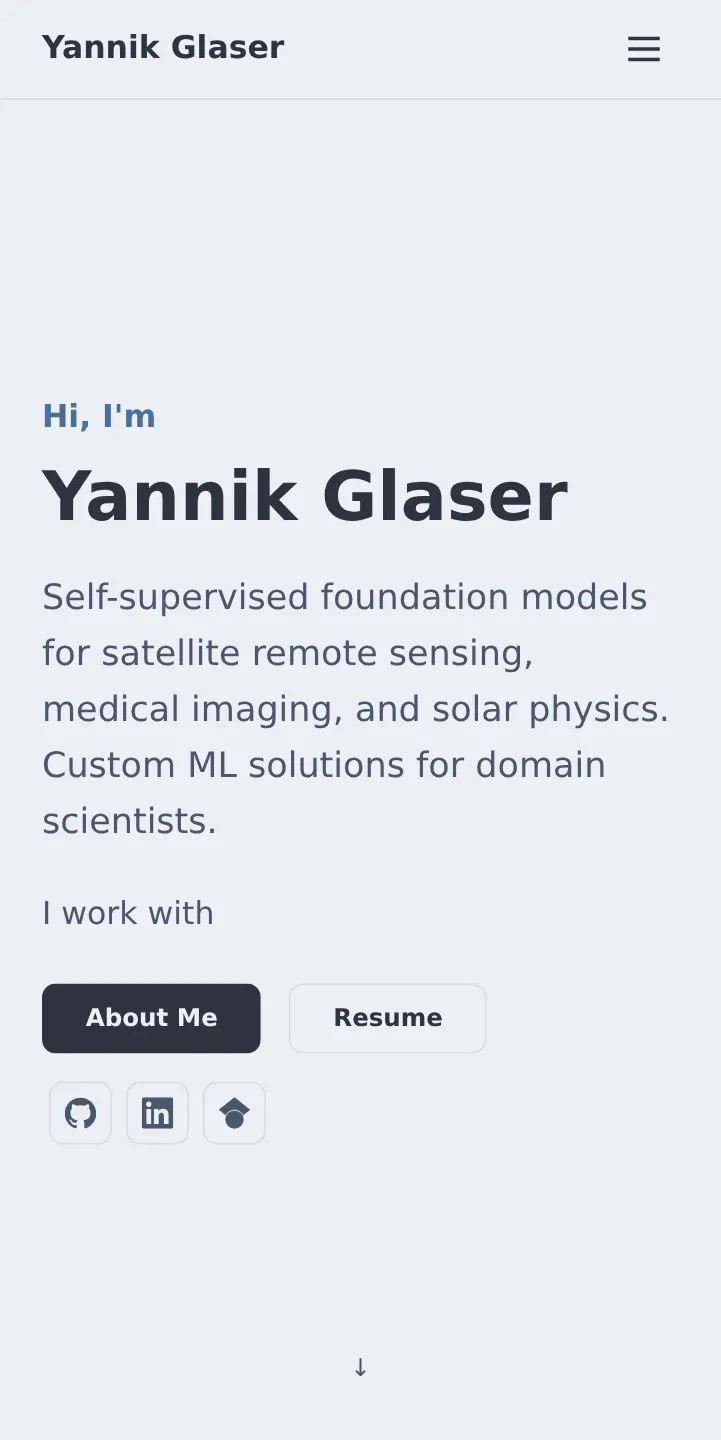 Yannik Glaser
Hi, I'm
Yannik Glaser
Self-supervised foundation models
for satellite remote sensing,
medical imaging, and solar physics.
Custom ML solutions for domain
scientists.
I work with
About Me
Resume
in
↓